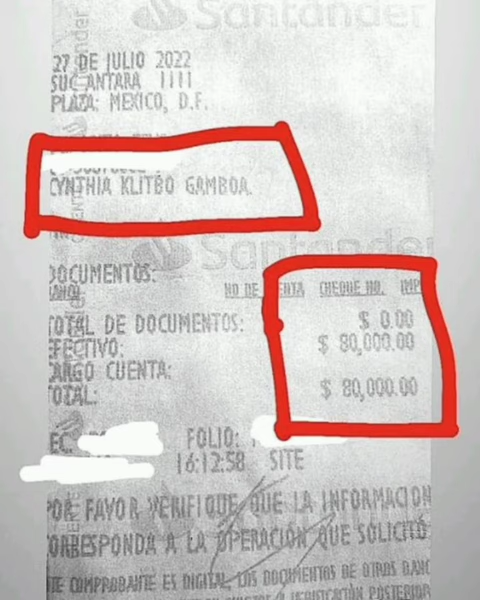 Santander
27 DE JULIO 2022
SUC ANTARA 1111
PLAZA: MEXICO, D.F.
CYNTHIA KLITBO GAMBOA
Santander
DOCUMENTOS:
NO DE CHEQUE NO. IMP
TOTAL DE DOCUMENTOS: $ 0.00
EFECTIVO: $ 80,000.00
CARGO CUENTA:
TOTAL: $ 80,000.00
FOLIO:
16:12:58 SITE
POR FAVOR VERIFIQUE QUE LA INFORMACION
CORRESPONDA A LA OPERACIÓN QUE SOLICITÓ
COMPROBANTE ES DIGITAL, LOS DOCUMENTOS DE OTROS